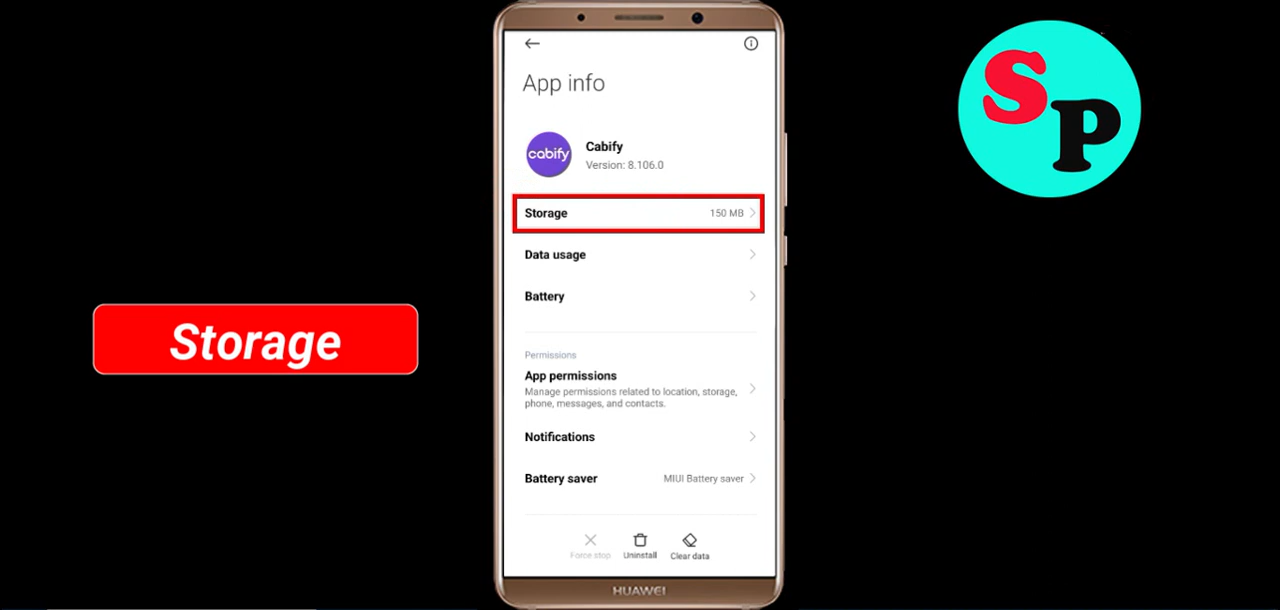 App info
cabify
Cabify
Version: 8.106.0
Storage 150 MB
Data usage
Battery
Permissions
App permissions
Manage permissions related to location, storage,
phone, messages, and contacts.
Notifications
Battery saver MIUI Battery saver
Force stop Uninstall Clear data
HUAWEI
Storage
SP